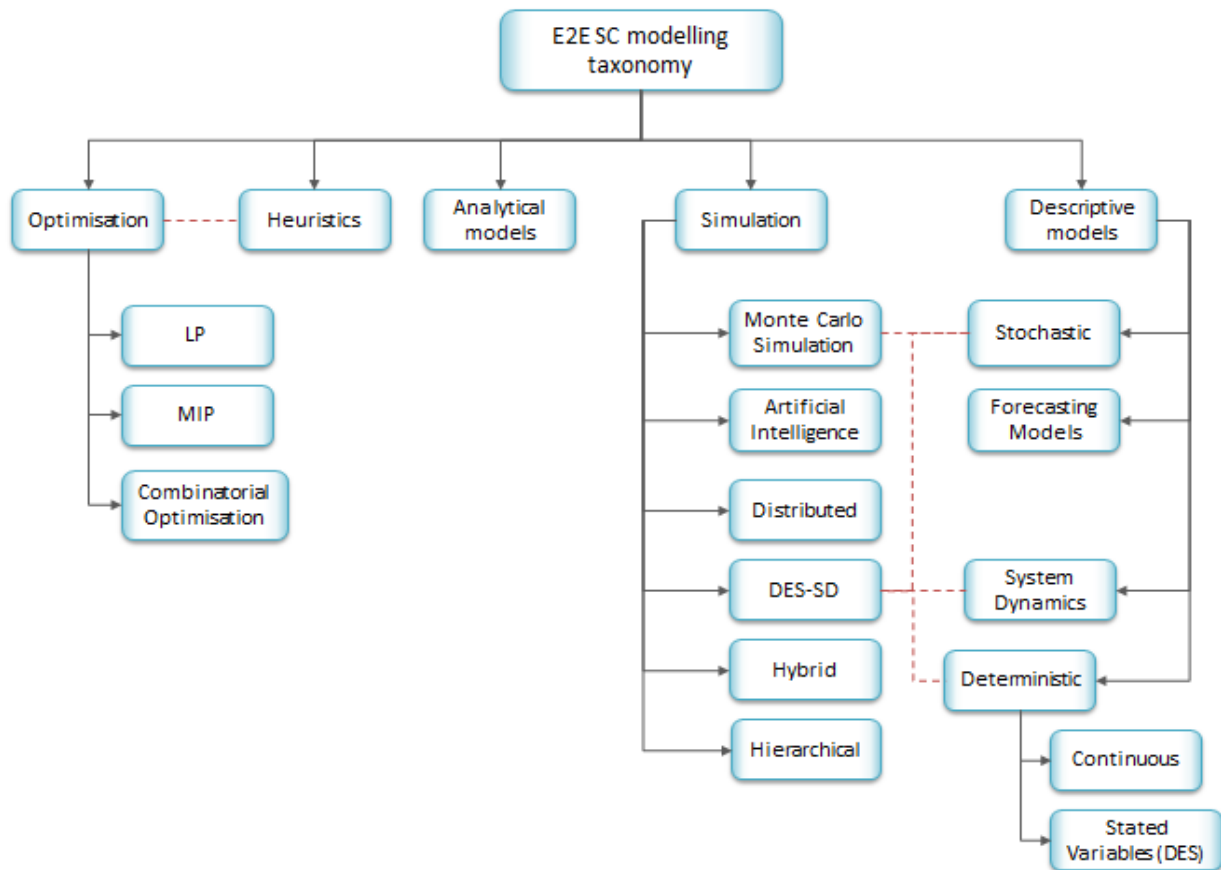 E2E SC modelling
taxonomy
Optimisation
Heuristics
Analytical
models
Simulation
Descriptive
models
LP
MIP
Combinatorial
Optimisation
Monte Carlo
Simulation
Artificial
Intelligence
Distributed
DES-SD
Hybrid
Hierarchical
Stochastic
Forecasting
Models
System
Dynamics
Deterministic
Continuous
Stated
Variables (DES)